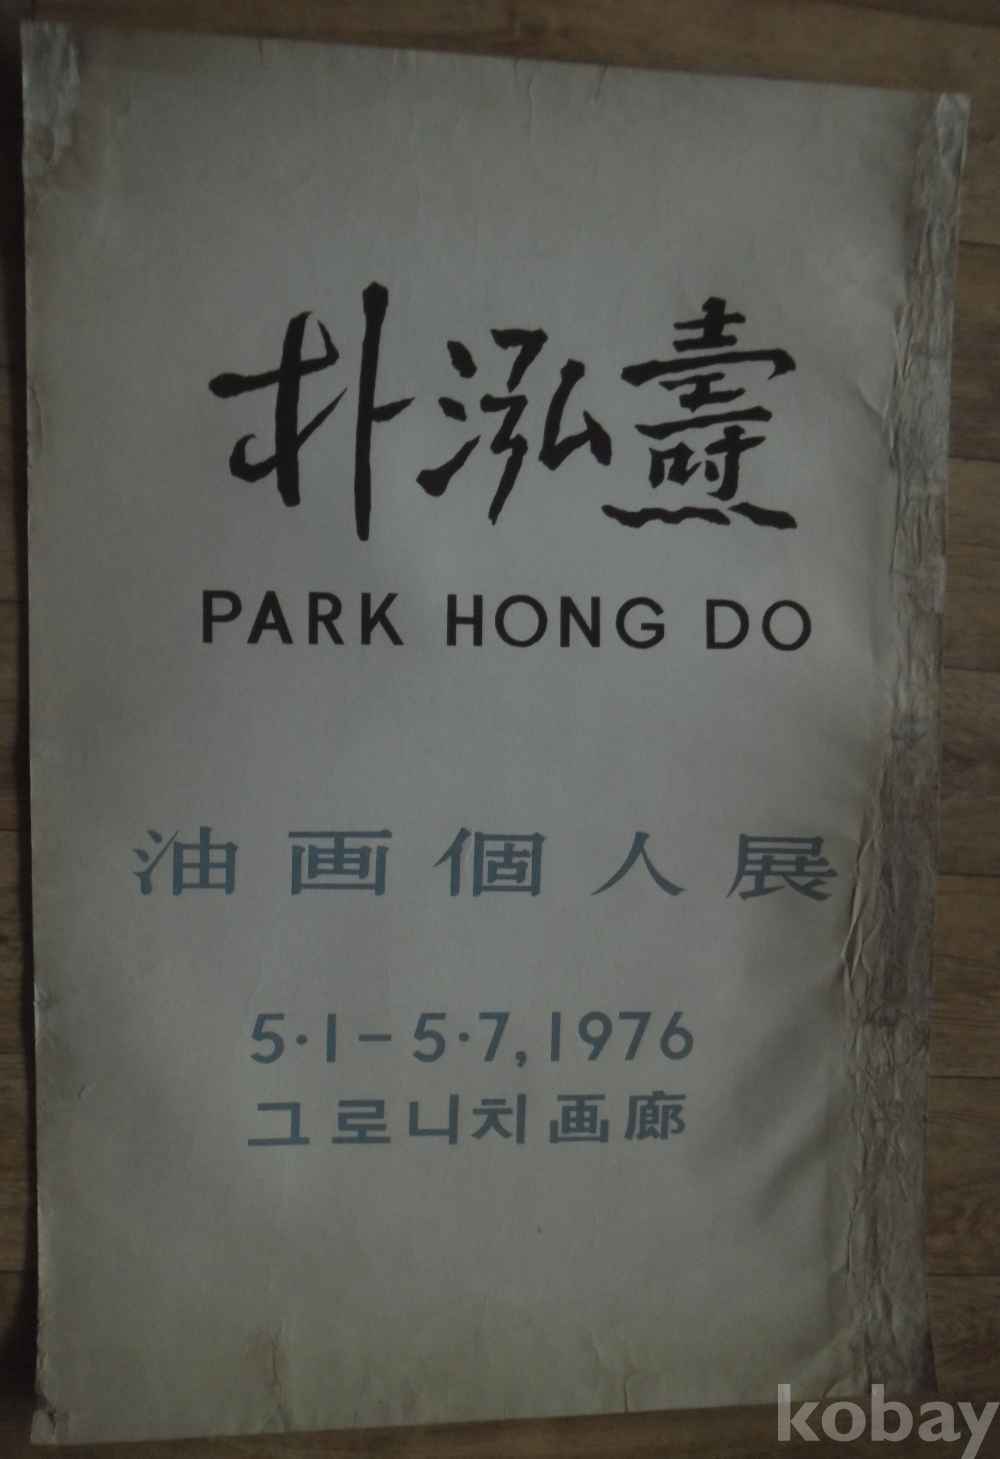 朴泓燾
PARK HONG DO
油画個人展
5·1－5·7, 1976
그로니치画廊
kobay